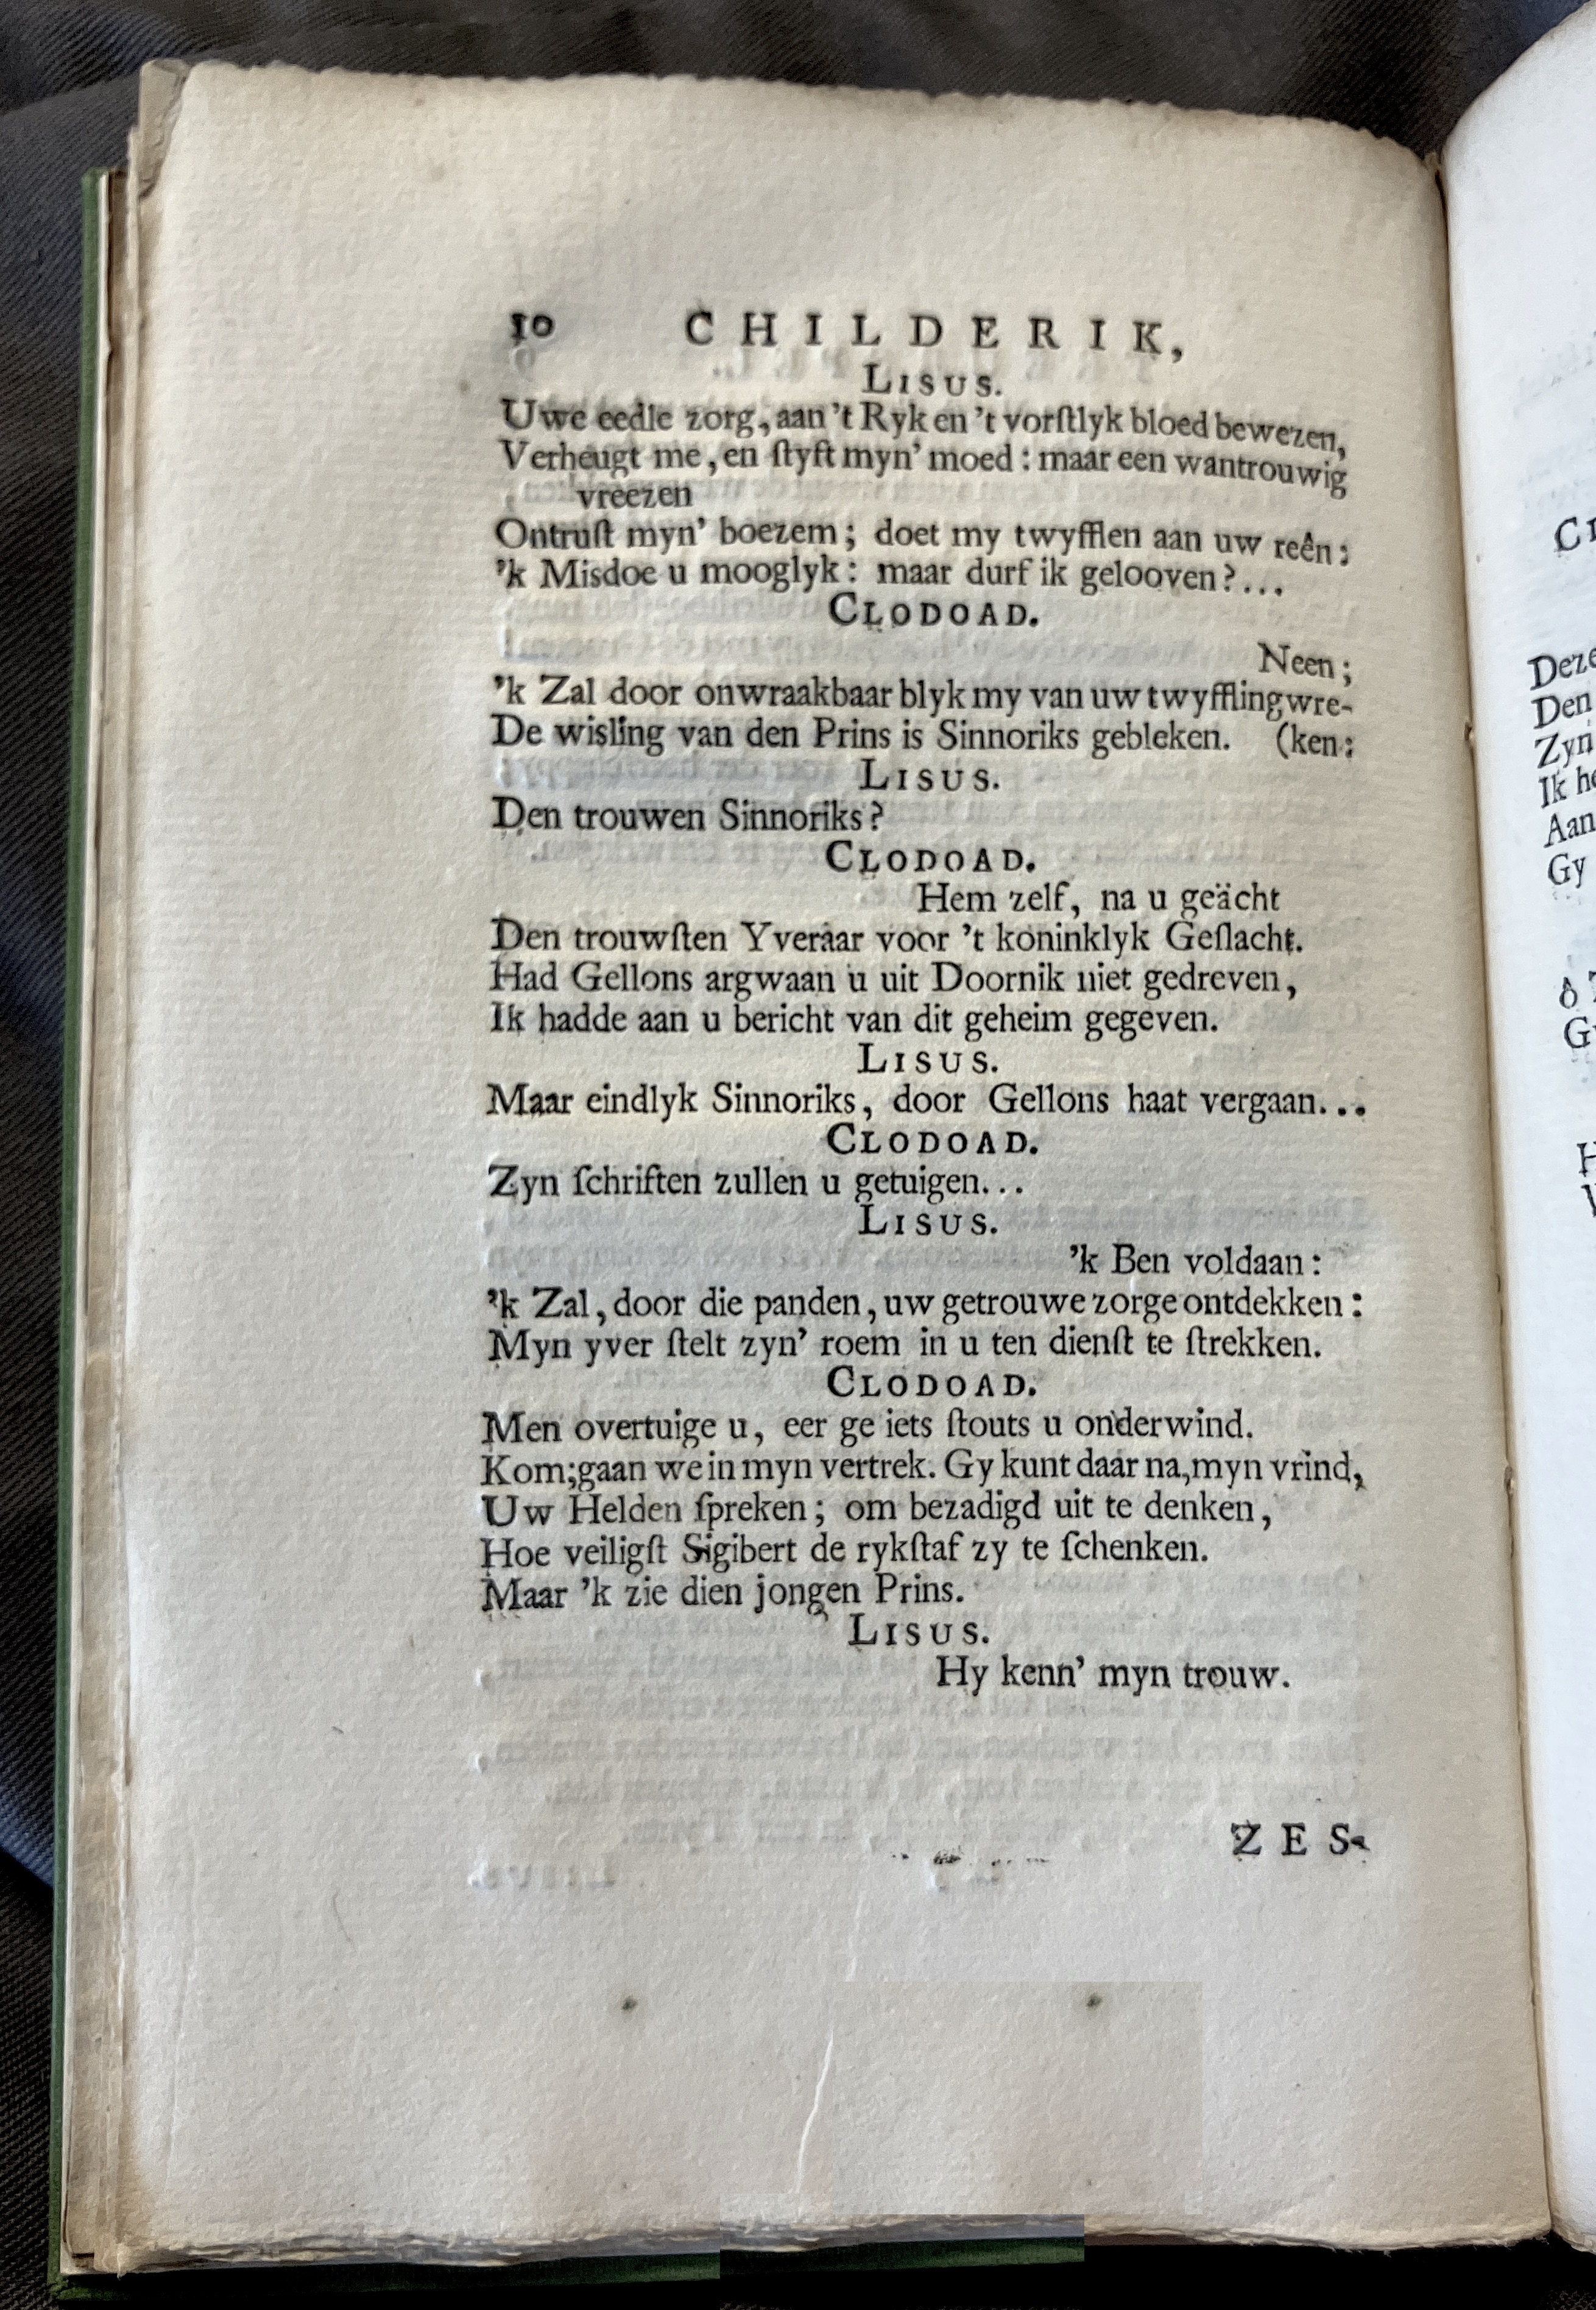 10 CHILDERIK,
LISUS.
Uwe eedle zorg, aan 't Ryk en 't vorſtlyk bloed bewezen,
Verheugt me, en ſtyft myn' moed: maar een wantrouwig
vreezen
Ontruſt myn' boezem; doet my twyfflen aan uw reên:
'k Misdoe u mooglyk: maar durf ik gelooven?...
CLODOAD.
Neen;
'k Zal door onwraakbaar blyk my van uw twyfflingwre-
De wisling van den Prins is Sinnoriks gebleken. (ken:
LISUS.
Den trouwen Sinnoriks?
CLODOAD.
Hem zelf, na u geächt
Den trouwſten Yveraar voor 't koninklyk Geſlacht.
Had Gellons argwaan u uit Doornik niet gedreven,
Ik hadde aan u bericht van dit geheim gegeven.
LISUS.
Maar eindlyk Sinnoriks, door Gellons haat vergaan...
CLODOAD.
Zyn ſchriften zullen u getuigen...
LISUS.
'k Ben voldaan:
'k Zal, door die panden, uw getrouwe zorge ontdekken:
Myn yver ſtelt zyn' roem in u ten dienſt te ſtrekken.
CLODOAD.
Men overtuige u, eer ge iets ſtouts u onderwind.
Kom; gaan we in myn vertrek. Gy kunt daar na, myn vrind,
Uw Helden ſpreken; om bezadigd uit te denken,
Hoe veiligſt Sigibert de rykſtaf zy te ſchenken.
Maar 'k zie dien jongen Prins.
LISUS.
Hy kenn' myn trouw.
ZES-
Deze
Den
Zyn
Ik he
Aan
Gy